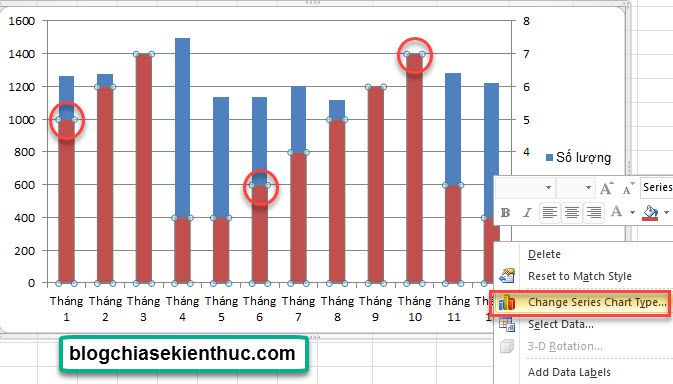 1600
1400
1200
1000
800
600
400
200
0
8
7
6
5
4
Tháng 1
Tháng 2
Tháng 3
Tháng 4
Tháng 5
Tháng 6
Tháng 7
Tháng 8
Tháng 9
Tháng 10
Tháng 11
Số lượng
Series
A A
B I A
Delete
Reset to Match Style
Change Series Chart Type...
Select Data...
3-D Rotation...
Add Data Labels
blogchiasekienthuc.com